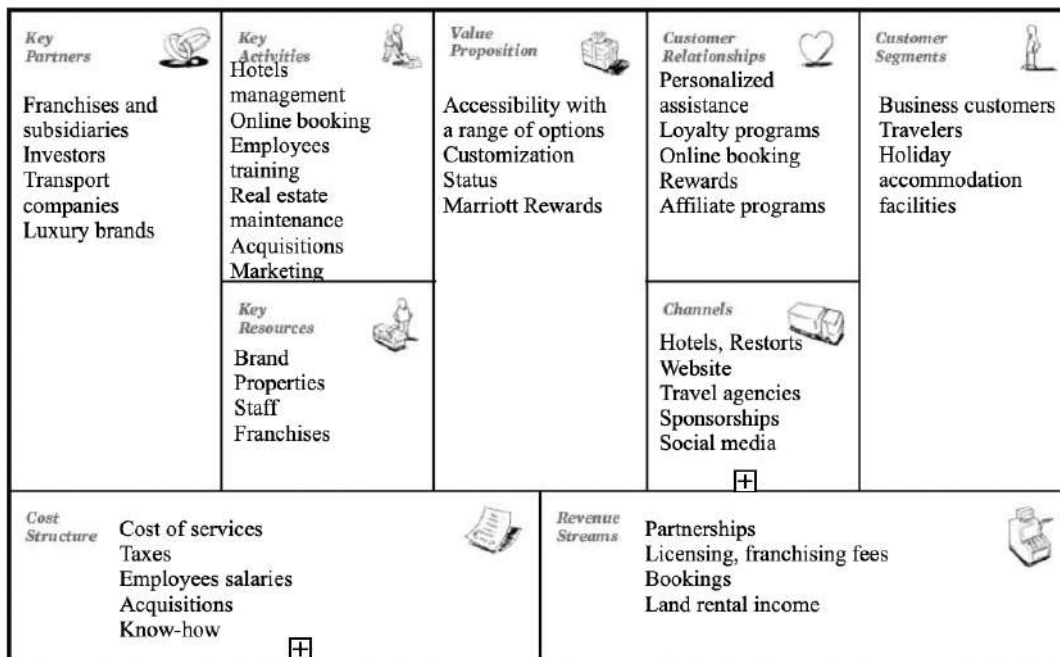 Key
Partners
Franchises and
subsidiaries
Investors
Transport
companies
Luxury brands
Key
Activities
Hotels
management
Online booking
Employees
training
Real estate
maintenance
Acquisitions
Marketing
Key
Resources
Brand
Properties
Staff
Franchises
Value
Proposition
Accessibility with
a range of options
Customization
Status
Marriott Rewards
Customer
Relationships
Personalized
assistance
Loyalty programs
Online booking
Rewards
Affiliate programs
Channels
Hotels, Restorts
Website
Travel agencies
Sponsorships
Social media
Customer
Segments
Business customers
Travelers
Holiday
accommodation
facilities
Cost
Structure
Cost of services
Taxes
Employees salaries
Acquisitions
Know-how
Revenue
Streams
Partnerships
Licensing, franchising fees
Bookings
Land rental income